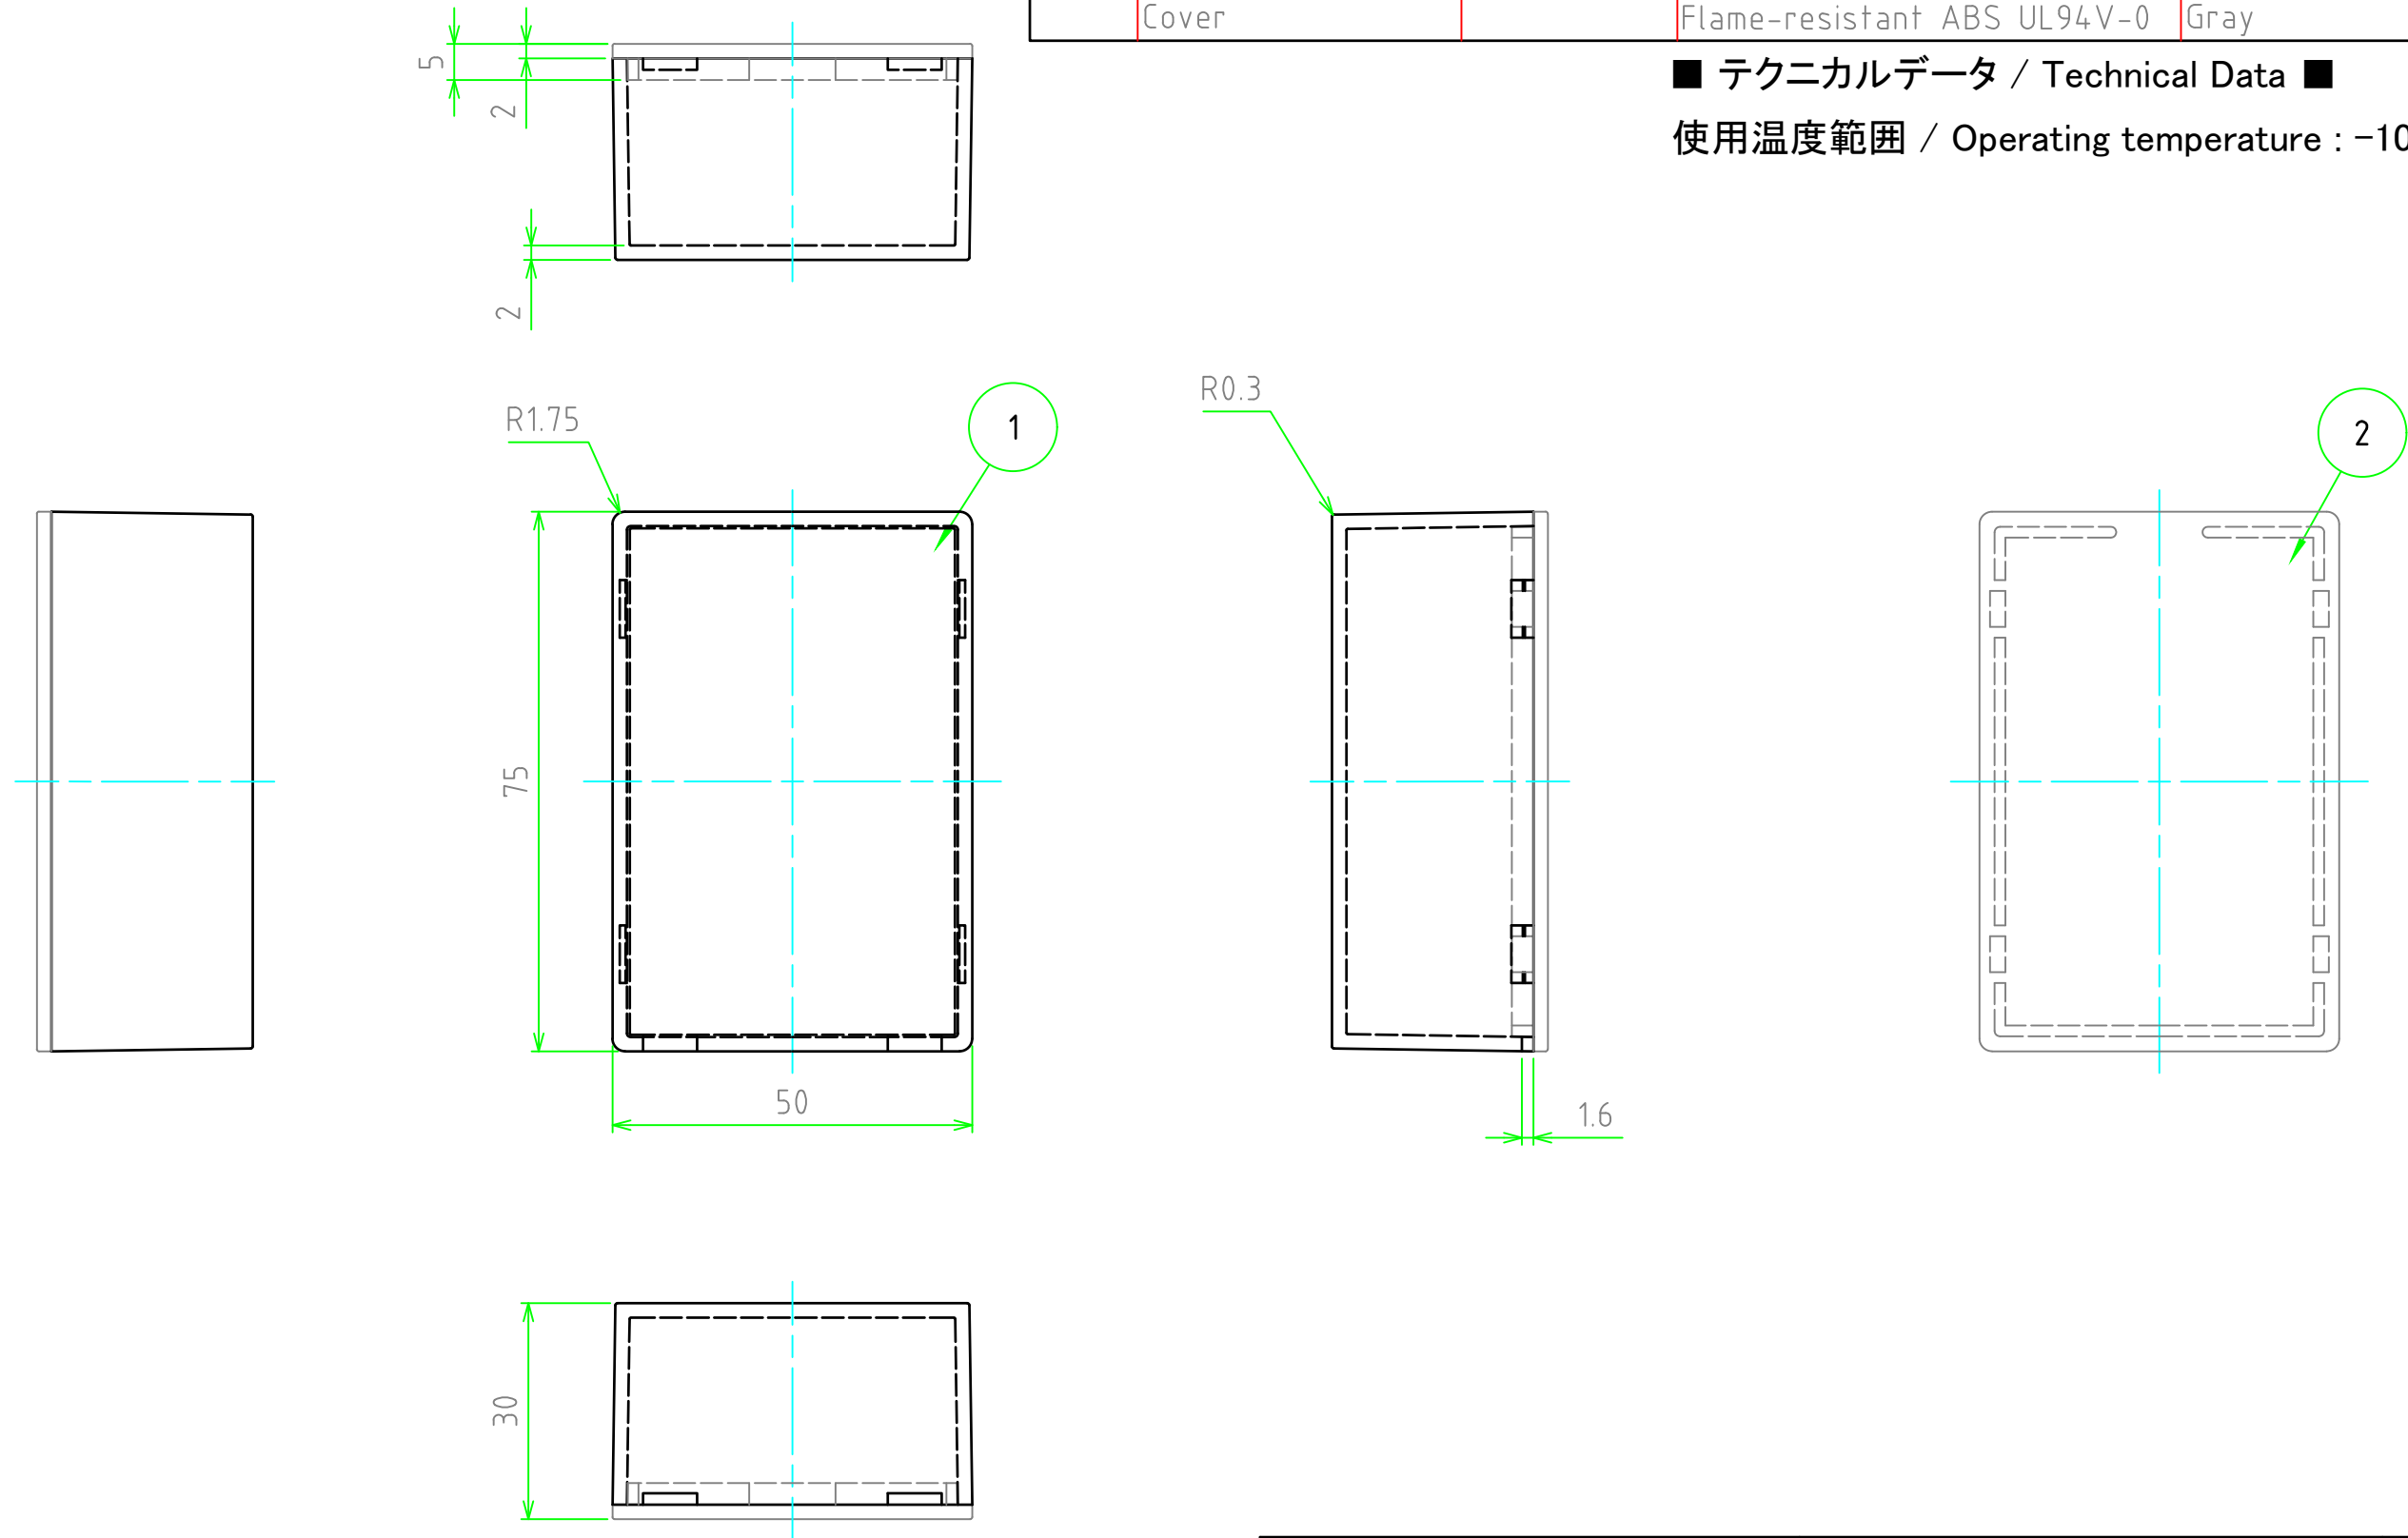 Cover Flame-resistant ABS UL94V-0 Gray
■ テクニカルデータ / Technical Data ■
使用温度範囲 / Operating temperature : -10
5
2
2
R1.75
1
R0.3
2
75
50
1.6
30